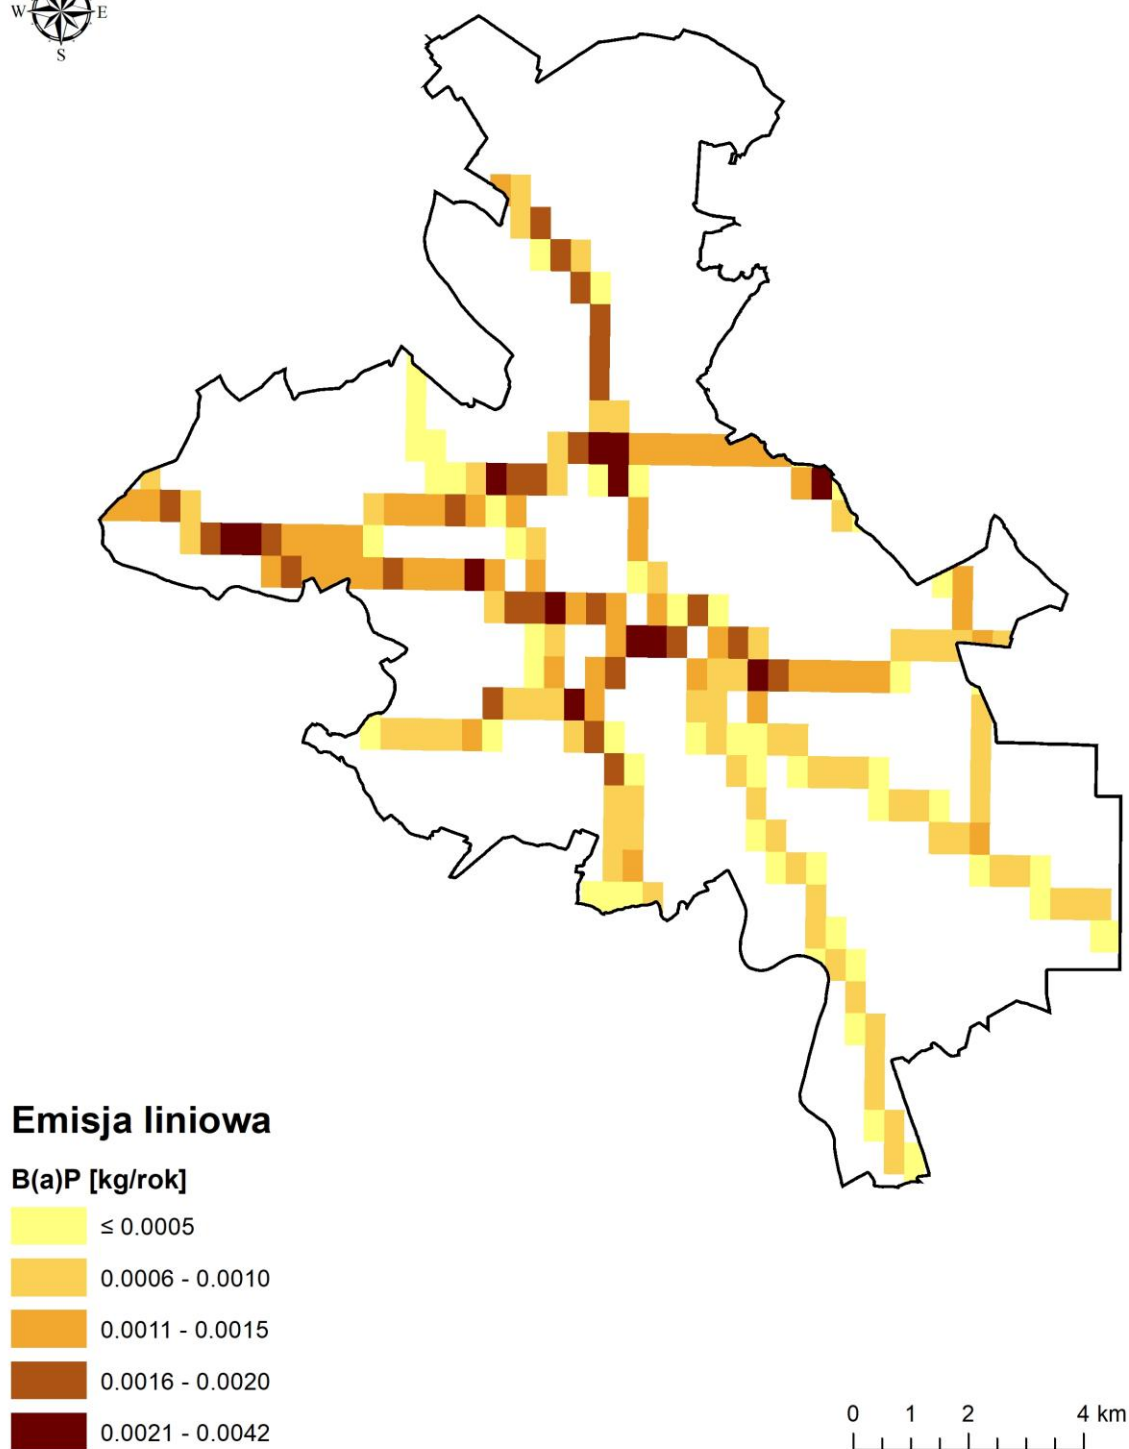 W E
S
Emisja liniowa
B(a)P [kg/rok]
≤ 0.0005
0.0006 - 0.0010
0.0011 - 0.0015
0.0016 - 0.0020
0.0021 - 0.0042
0 1 2 4 km